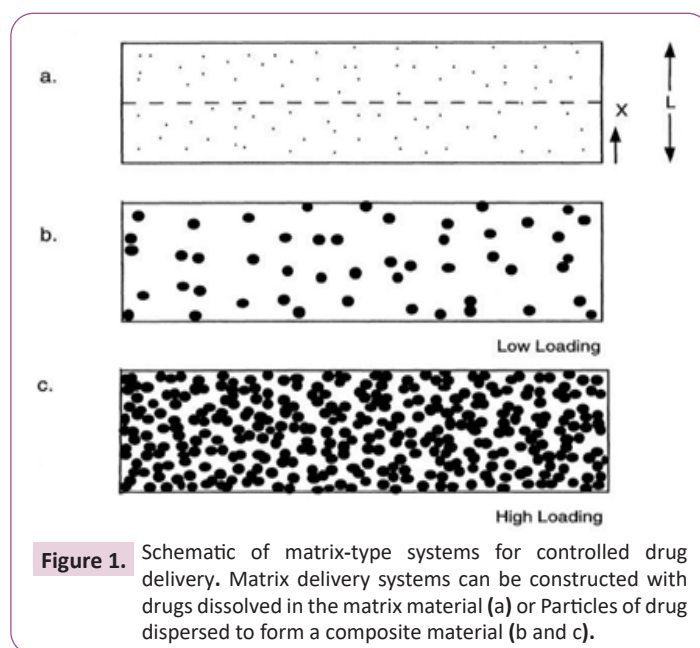 a.
X
L
b.
Low Loading
c.
High Loading
Figure 1. Schematic of matrix-type systems for controlled drug
delivery. Matrix delivery systems can be constructed with
drugs dissolved in the matrix material (a) or Particles of drug
dispersed to form a composite material (b and c).